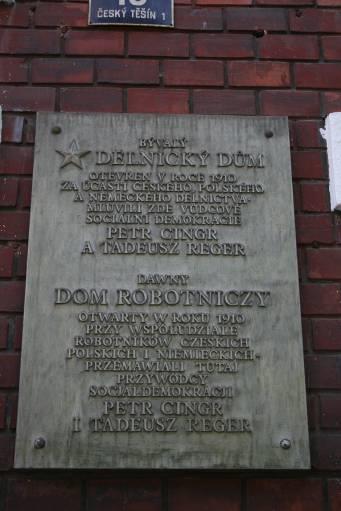 ČESKÝ TĚŠÍN 1
BÝVALÝ
DĚLNICKÝ DŮM
OTEVŘEN V ROCE 1910
ZA ÚČASTI ČESKÉHO, POLSKÉHO
A NĚMECKÉHO DĚLNICTVA-
MLUVILI ZDE VŮDCOVÉ
SOCIÁLNÍ DEMOKRACIE
PETR CINGR
A TADEUSZ REGER
DAWNY
DOM ROBOTNICZY
OTWARTY W ROKU 1910
PRZY WSPÓŁUDZIALE
ROBOTNIKÓW CZESKICH
POLSKICH I NIEMIECKICH-
PRZEMAWIALI TUTAJ
PRZYWÓDCY
SOCJALDEMOKRACJI
PETR CINGR
I TADEUSZ REGER